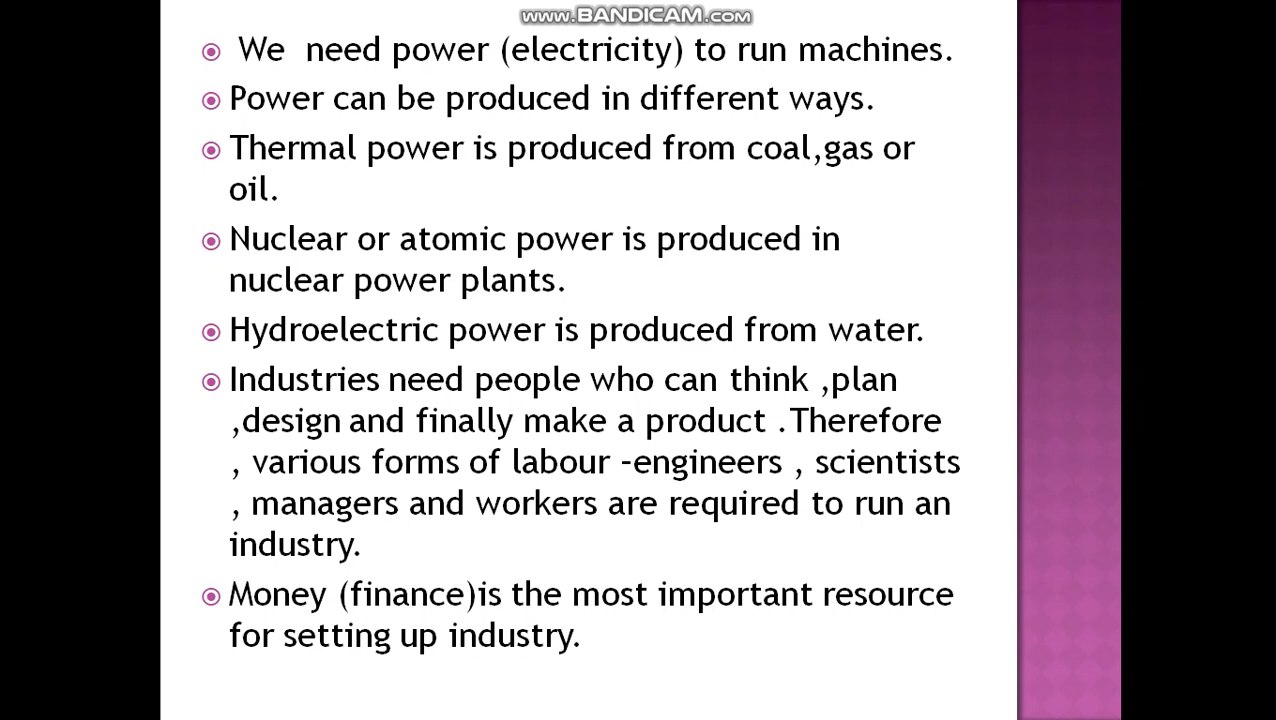 www.BANDICAM.com
We need power (electricity) to run machines.
Power can be produced in different ways.
Thermal power is produced from coal,gas or
oil.
Nuclear or atomic power is produced in
nuclear power plants.
Hydroelectric power is produced from water.
Industries need people who can think ,plan
,design and finally make a product .Therefore
, various forms of labour -engineers , scientists
, managers and workers are required to run an
industry.
Money (finance)is the most important resource
for setting up industry.